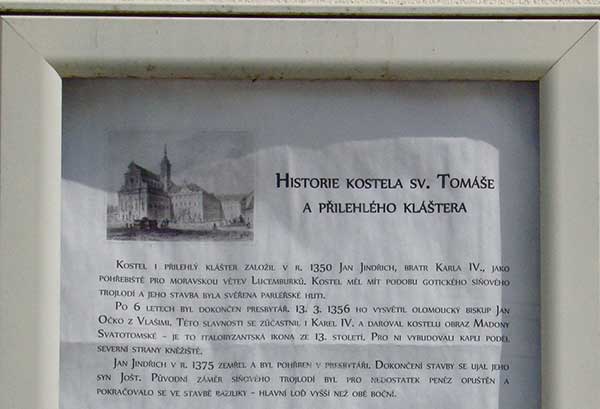 Historie kostela sv. Tomáše
a přilehlého kláštera
Kostel i přilehlý klášter založil v r. 1350 Jan Jindřich, bratr Karla IV., jako
pohřebiště pro moravskou větev Lucemburků. Kostel měl mít podobu gotického síňového
trojlodí a jeho stavba byla svěřena parléřské huti.
Po 6 letech byl dokončen presbytář. 13. 3. 1356 ho vysvětil olomoucký biskup Jan
Očko z Vlašimi. Této slavnosti se zúčastnil i Karel IV. a daroval kostelu obraz Madony
Svatotomské - je to italobyzantská ikona ze 13. století. Pro ni vybudovali kapli podél
severní strany kněžiště.
Jan Jindřich v r. 1375 zemřel a byl pohřben v presbytáři. Dokončení stavby se ujal jeho
syn Jošt. Původní záměr síňového trojlodí byl pro nedostatek peněz opuštěn a
pokračovalo se ve stavbě baziliky - hlavní loď vyšší než obě boční.